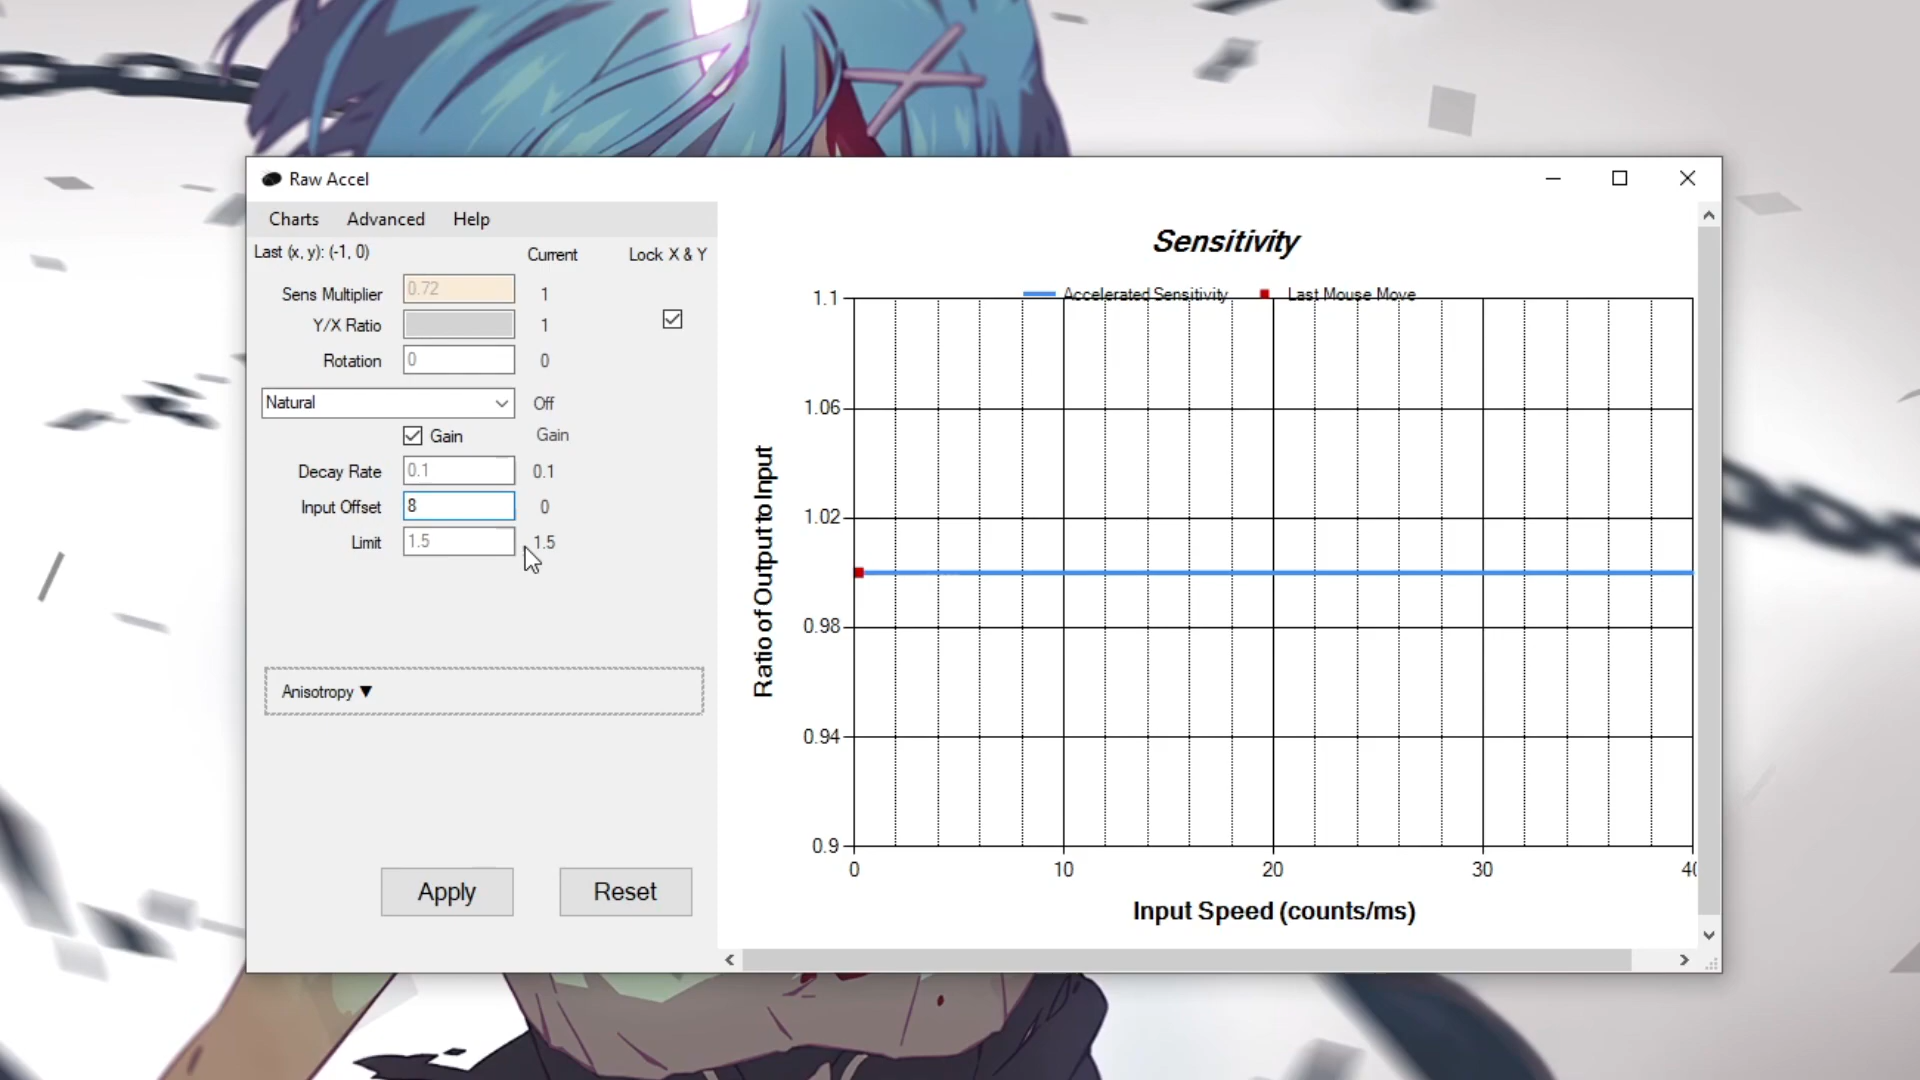 Raw Accel
Charts Advanced Help
Last (x, y): (-1, 0)
Current
Lock X & Y
Sens Multiplier 0.72 1
Y/X Ratio 1
Rotation 0 0
Natural Off
Gain Gain
Decay Rate 0.1 0.1
Input Offset 8 0
Limit 1.5 1.5
Anisotropy ▼
Apply Reset
Sensitivity
Accelerated Sensitivity Last Mouse Move
Ratio of Output to Input
1.1
1.06
1.02
0.98
0.94
0.9
0 10 20 30 40
Input Speed (counts/ms)